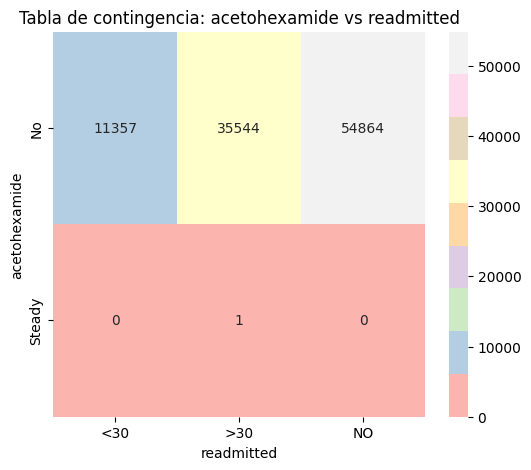 Tabla de contingencia: acetohexamide vs readmitted
acetohexamide
No
11357 35544 54864
Steady
0 1 0
<30 >30 NO
readmitted
50000
40000
30000
20000
10000
0